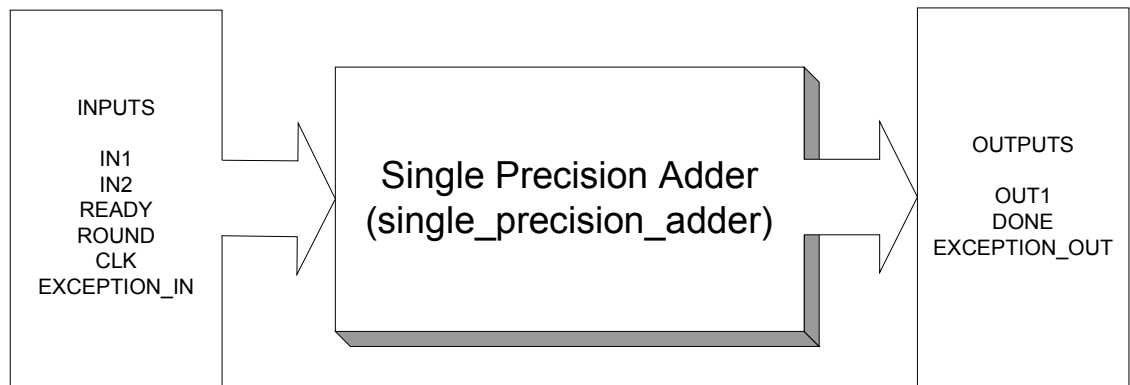 INPUTS
IN1
IN2
READY
ROUND
CLK
EXCEPTION_IN
Single Precision Adder
(single_precision_adder)
OUTPUTS
OUT1
DONE
EXCEPTION_OUT